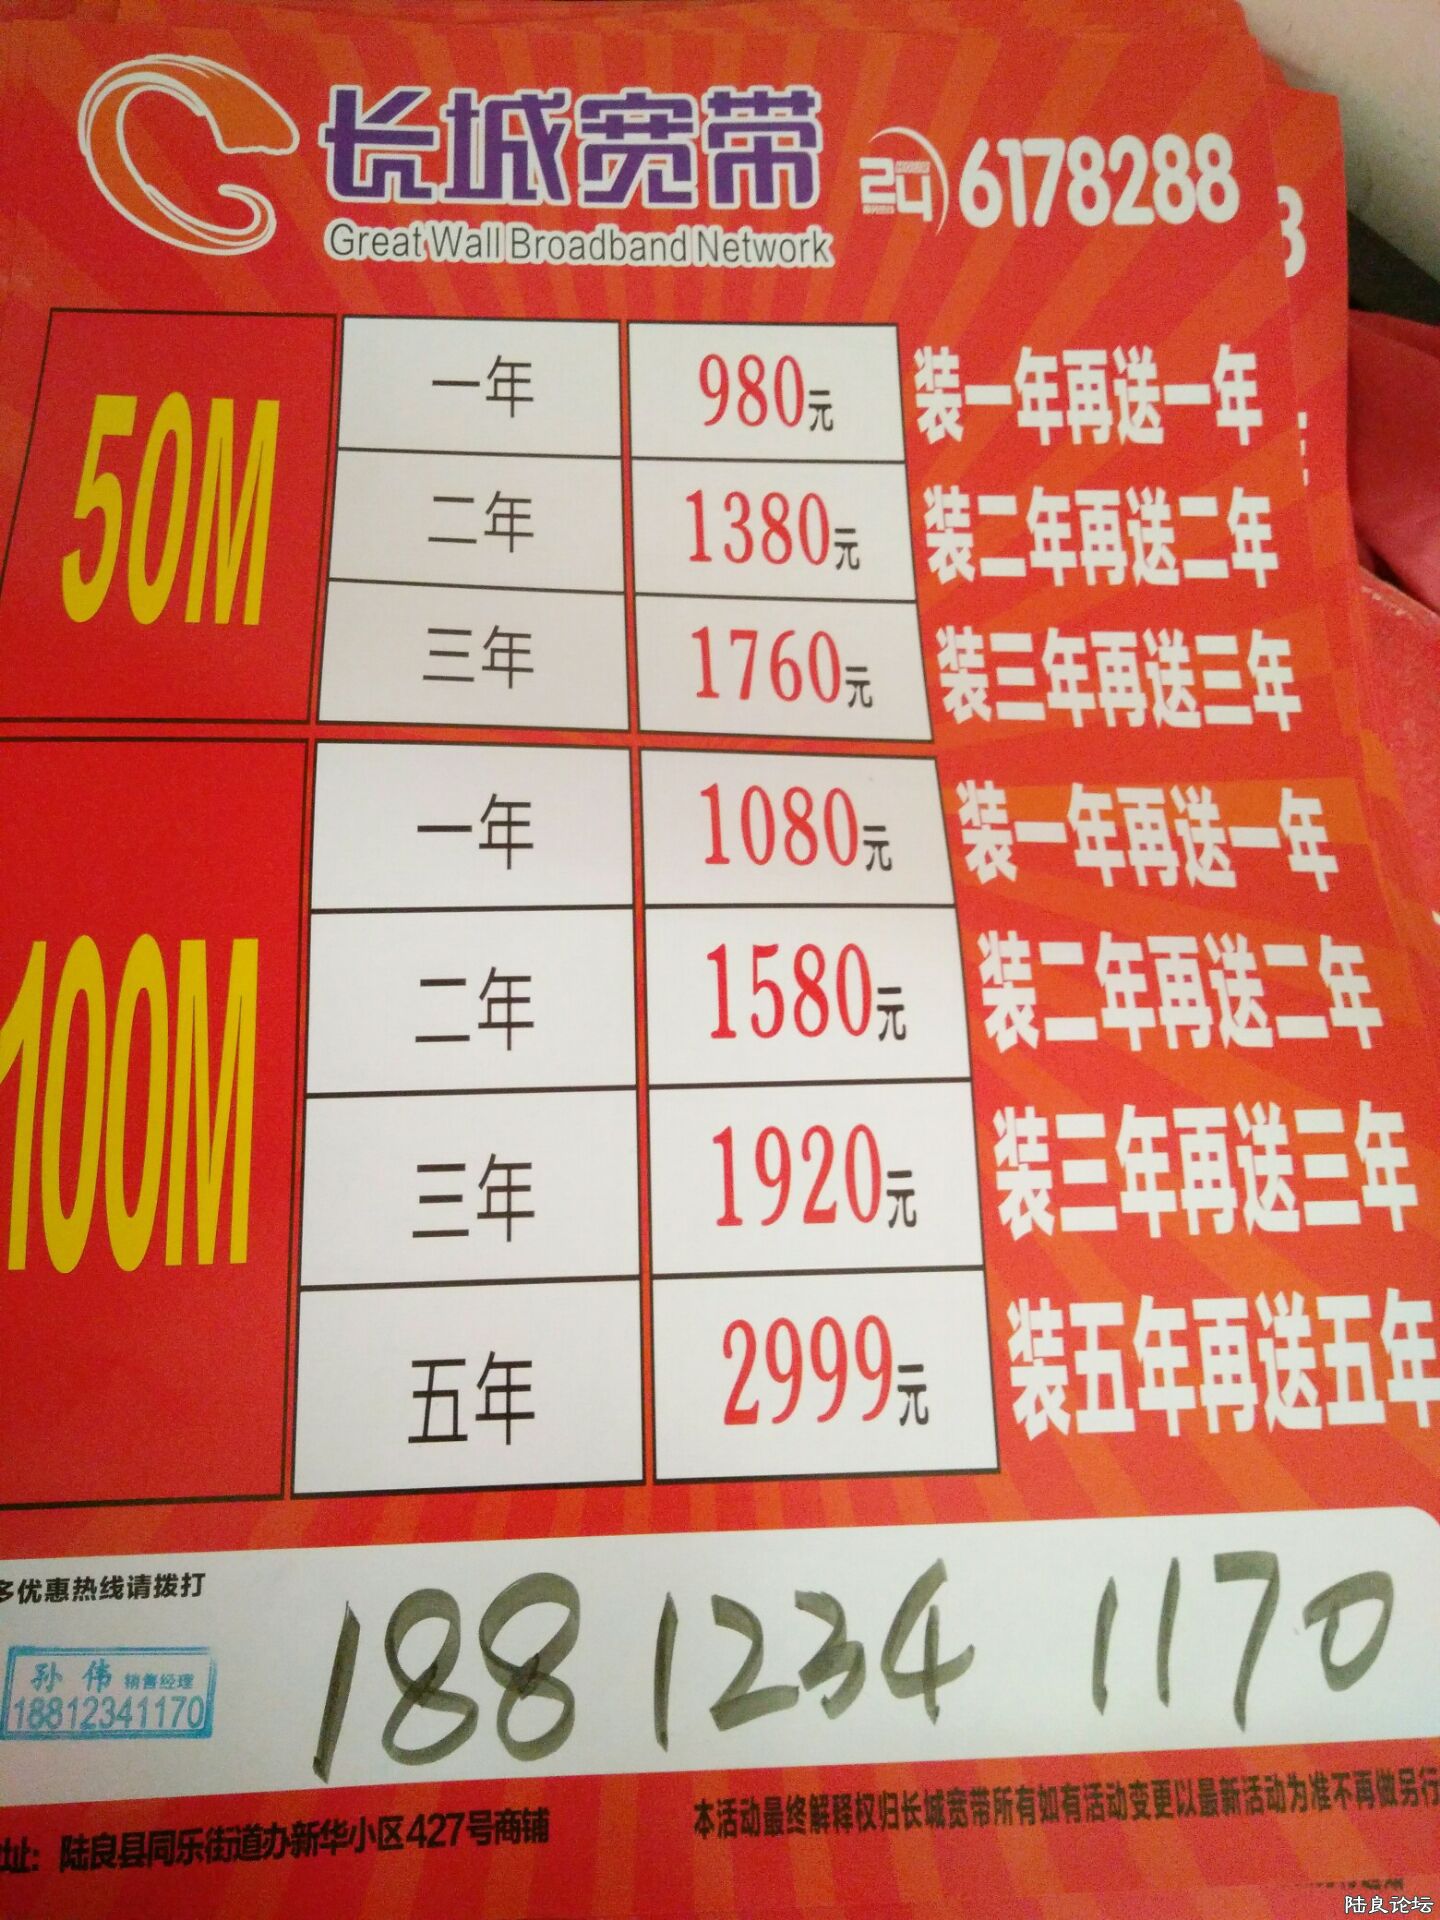 长城宽带
Great Wall Broadband Network
24
6178288
50M
一年
980元
装一年再送一年
二年
1380元
装二年再送二年
三年
1760元
装三年再送三年
100M
一年
1080元
装一年再送一年
二年
1580元
装二年再送二年
三年
1920元
装三年再送三年
五年
2999元
装五年再送五年
多优惠热线请拨打
188 1234 1170
孙伟 销售经理
18812341170
址：陆良县同乐街道办新华小区427号商铺
本活动最终解释权归长城宽带所有如有活动变更以最新活动为准不再做另行
陆良论坛